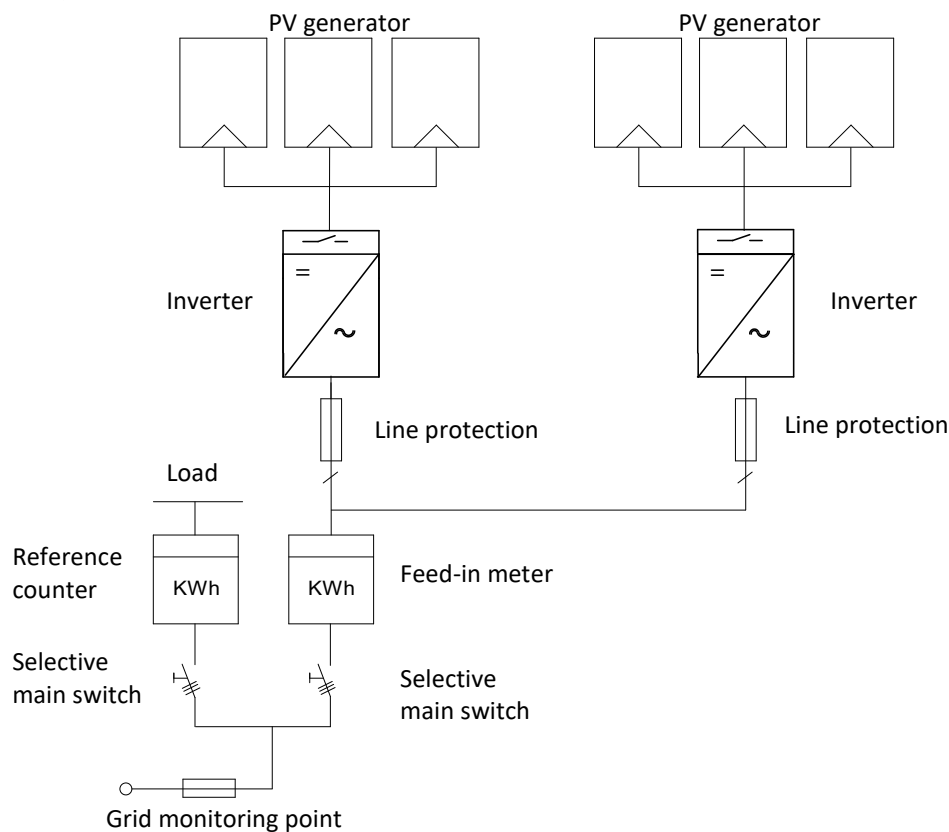 PV generator
PV generator
Inverter
Inverter
Line protection
Line protection
Load
Reference
counter
KWh
KWh
Feed-in meter
Selective
main switch
Selective
main switch
Grid monitoring point